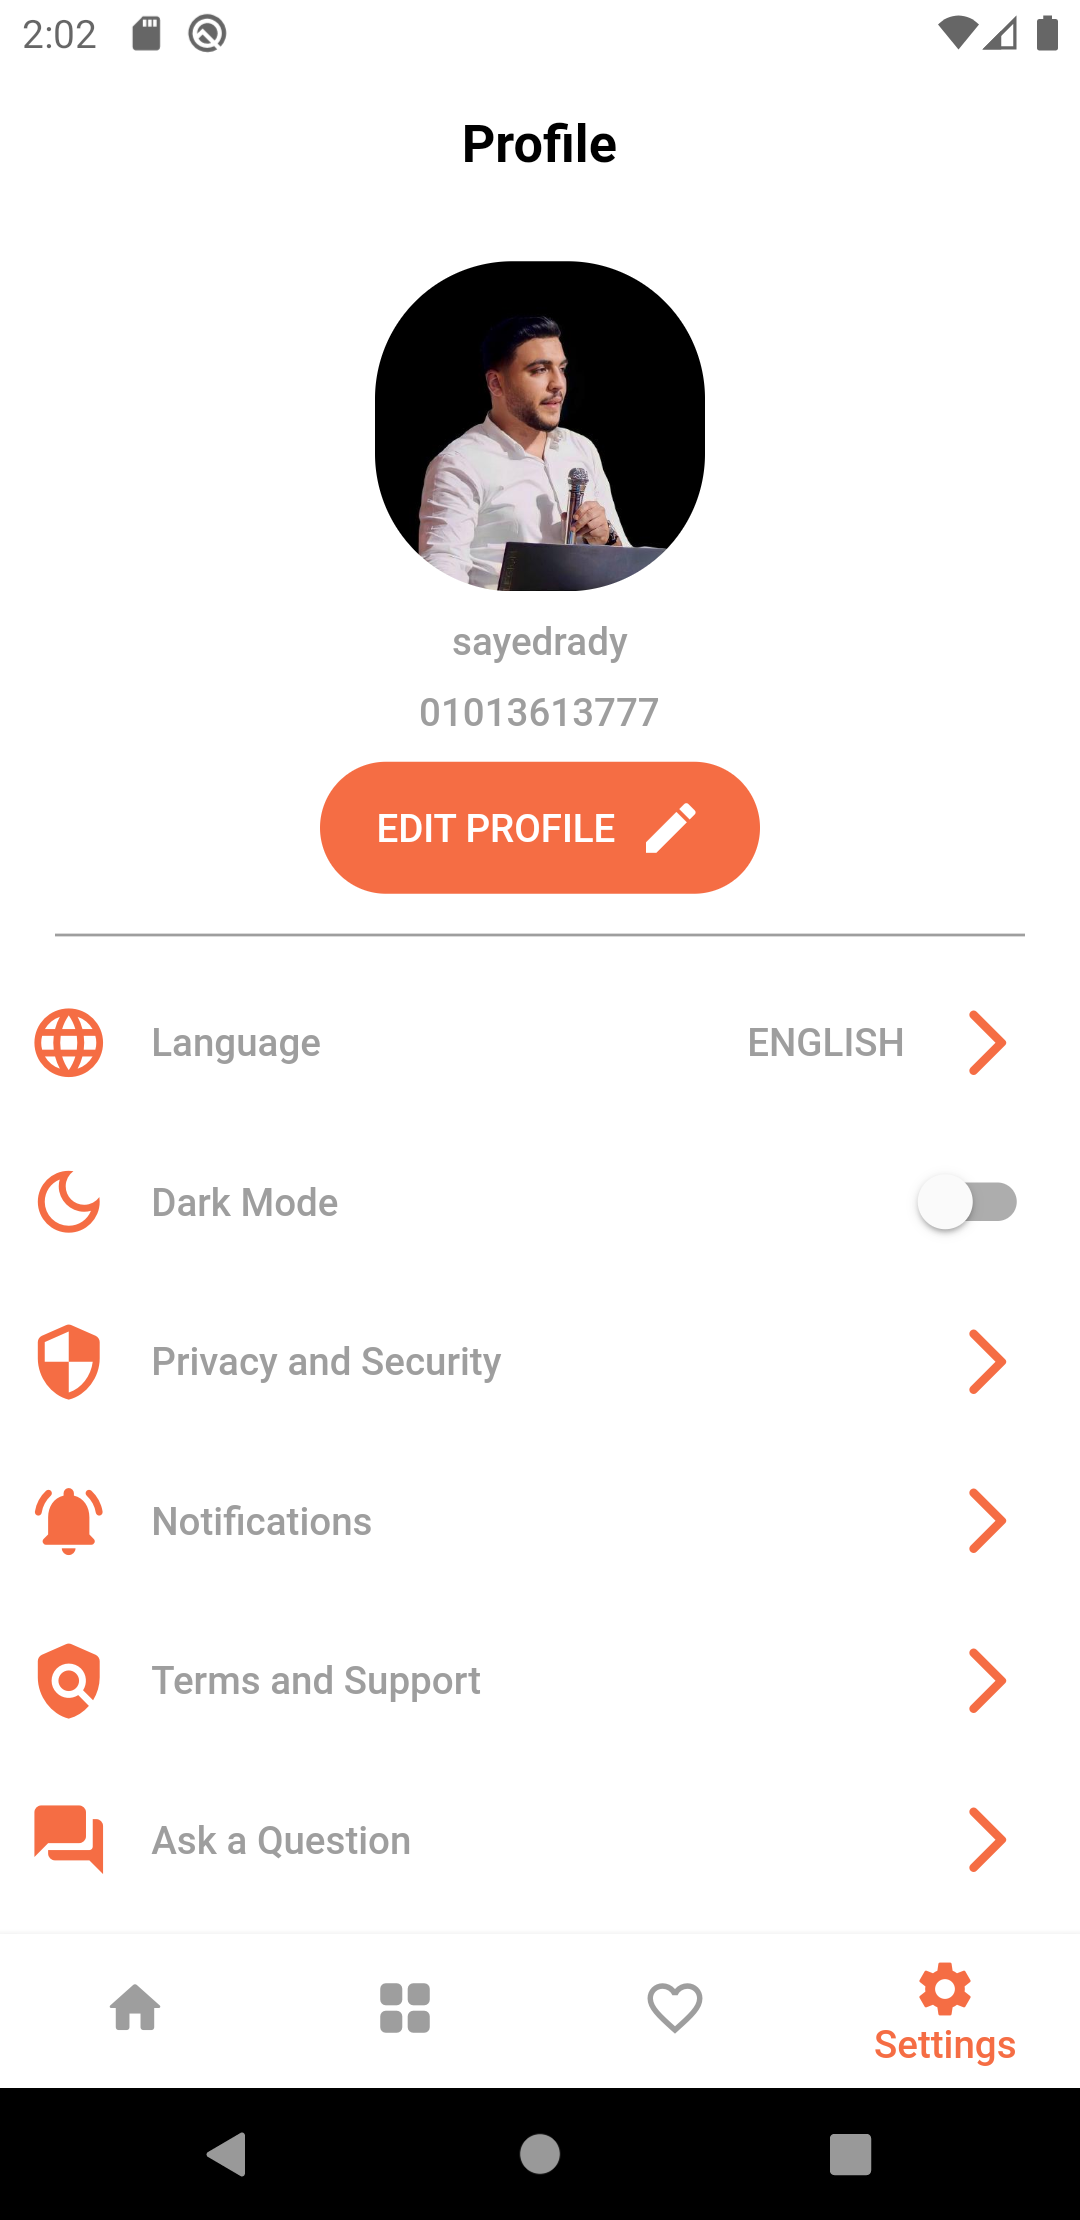 2:02
Profile
sayedrady
01013613777
EDIT PROFILE
Language ENGLISH
Dark Mode
Privacy and Security
Notifications
Terms and Support
Ask a Question
Settings